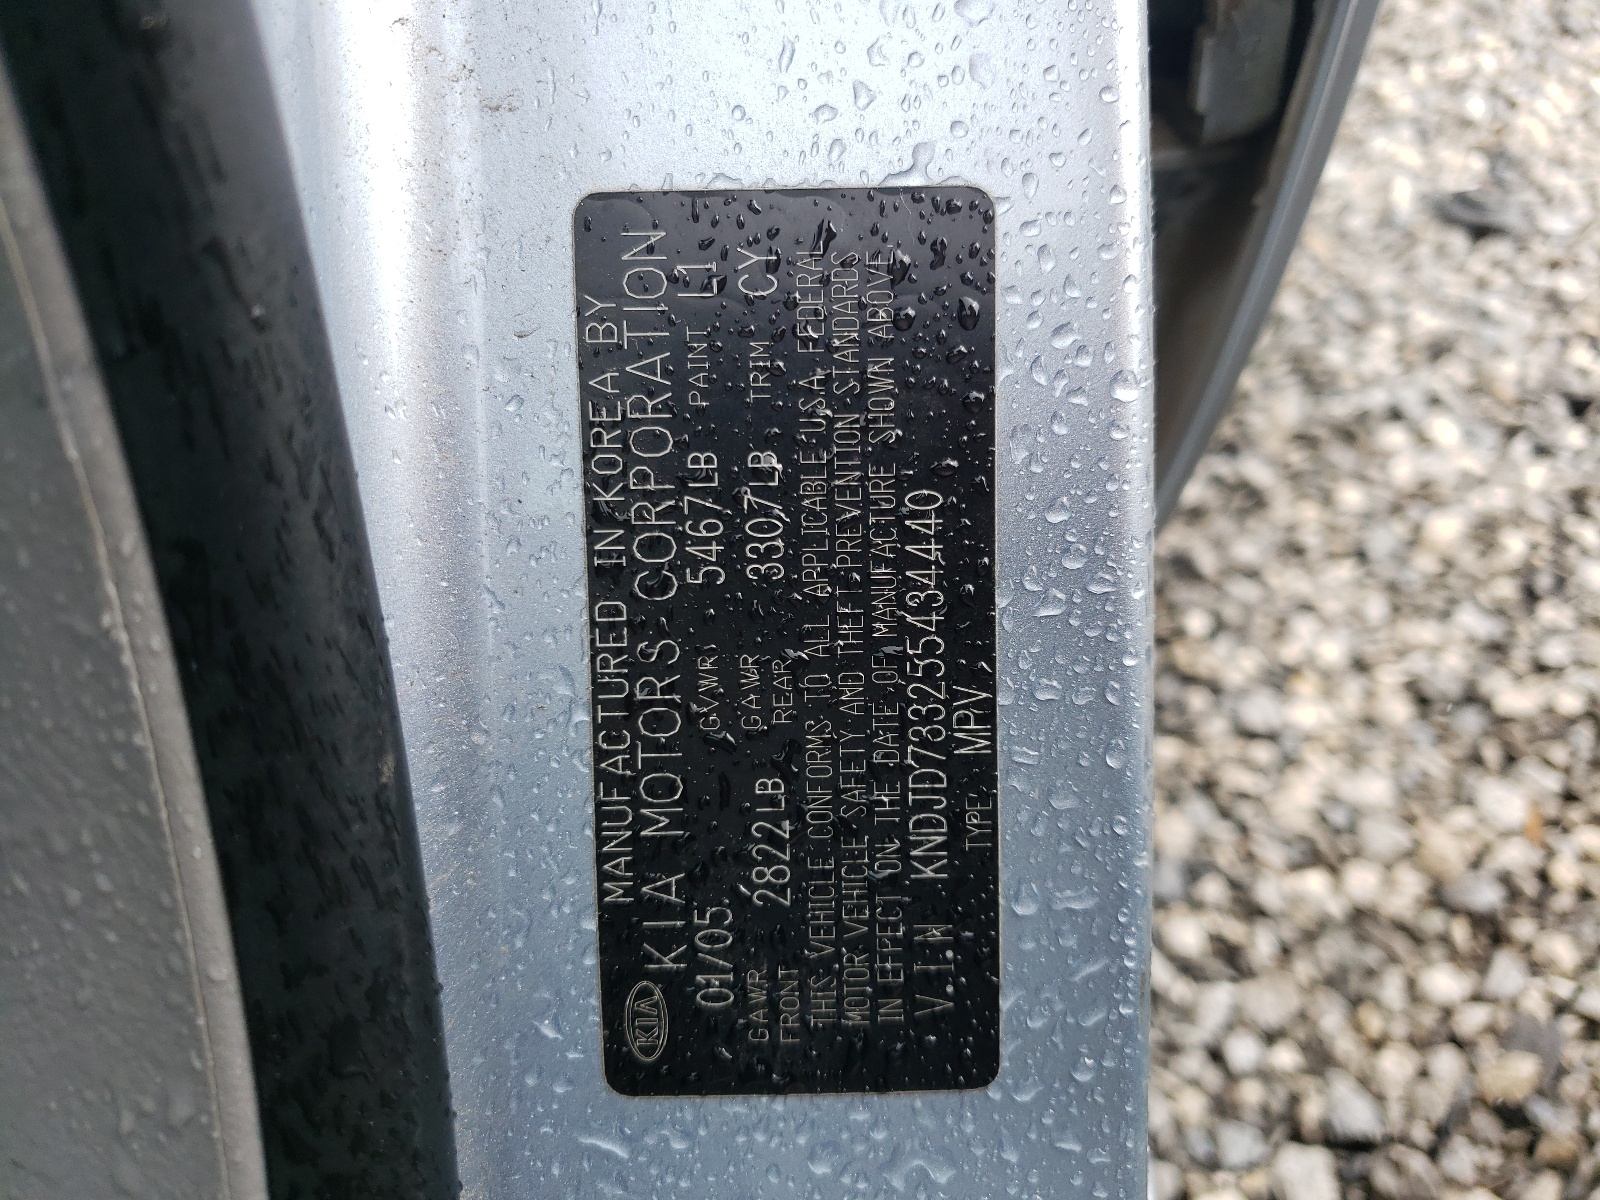 MANUFACTURED IN KOREA BY
KIA KIA MOTORS CORPORATION
01/05 GVWR 5467LB PAINT L1
GAWR FRONT 2822LB GAWR REAR 3307LB TRIM CY
THIS VEHICLE CONFORMS TO ALL APPLICABLE U.S.A. FEDERAL
MOTOR VEHICLE SAFETY AND THEFT PREVENTION STANDARDS
IN EFFECT ON THE DATE OF MANUFACTURE SHOWN ABOVE
V.I.N KNDJD733255434440
TYPE MPV